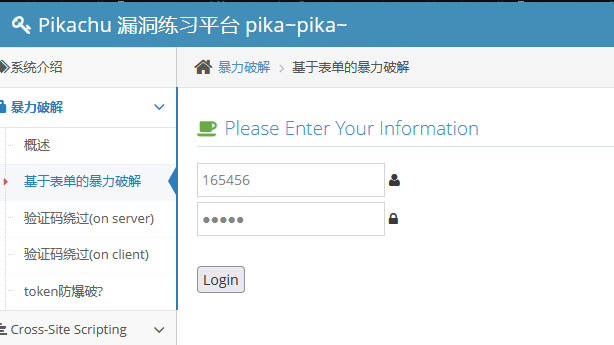 Pikachu 漏洞练习平台 pika~pika~
系统介绍
暴力破解
概述
基于表单的暴力破解
验证码绕过(on server)
验证码绕过(on client)
token防爆破?
Cross-Site Scripting
暴力破解 > 基于表单的暴力破解
Please Enter Your Information
165456
•••••
Login